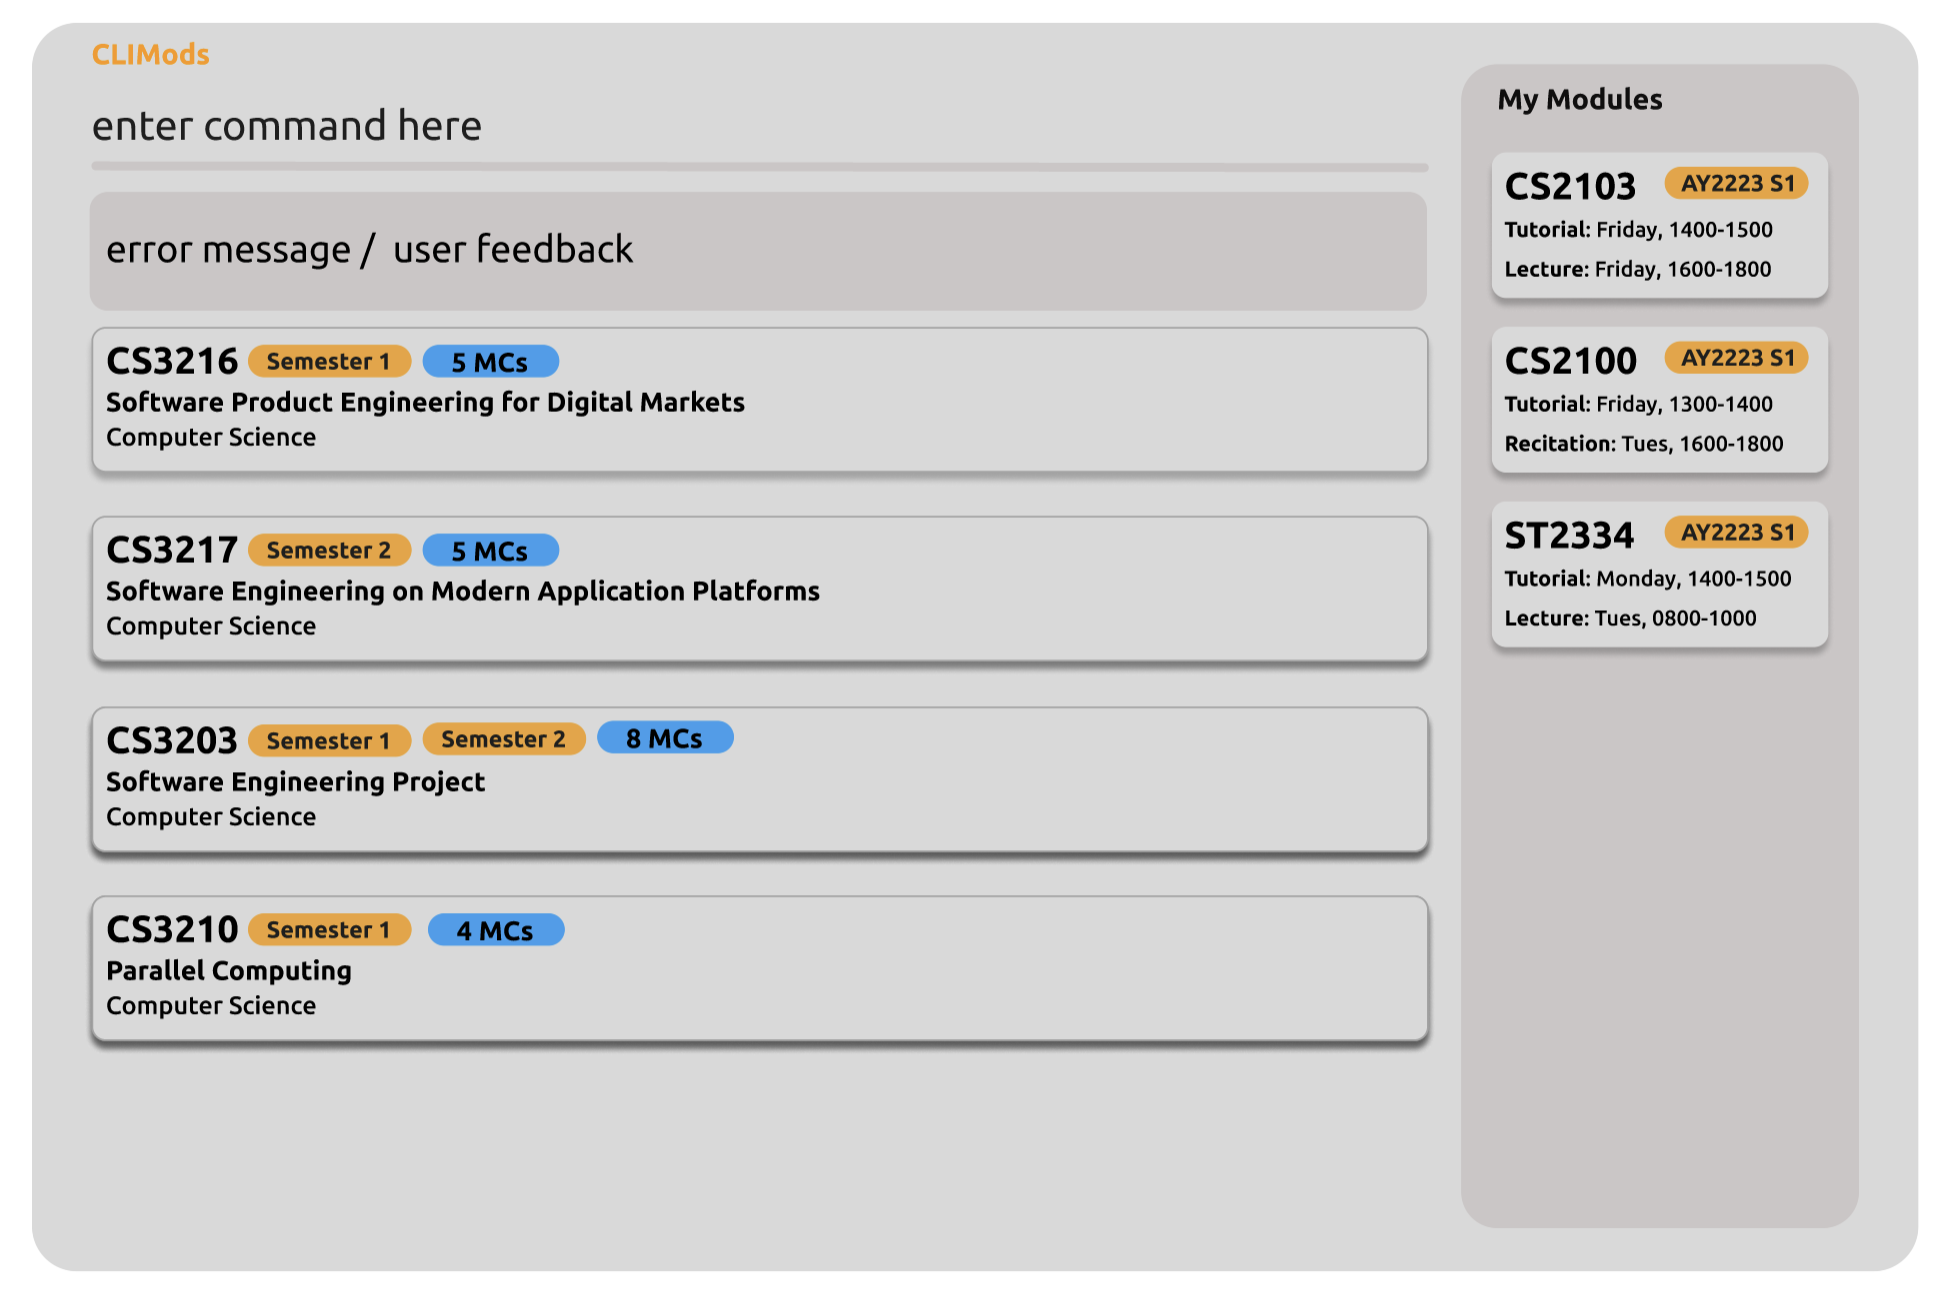 CLIMods
enter command here
error message /  user feedback
CS3216 Semester 1 5 MCs
Software Product Engineering for Digital Markets
Computer Science
CS3217 Semester 2 5 MCs
Software Engineering on Modern Application Platforms
Computer Science
CS3203 Semester 1 Semester 2 8 MCs
Software Engineering Project
Computer Science
CS3210 Semester 1 4 MCs
Parallel Computing
Computer Science
My Modules
CS2103 AY2223 S1
Tutorial: Friday, 1400-1500
Lecture: Friday, 1600-1800
CS2100 AY2223 S1
Tutorial: Friday, 1300-1400
Recitation: Tues, 1600-1800
ST2334 AY2223 S1
Tutorial: Monday, 1400-1500
Lecture: Tues, 0800-1000